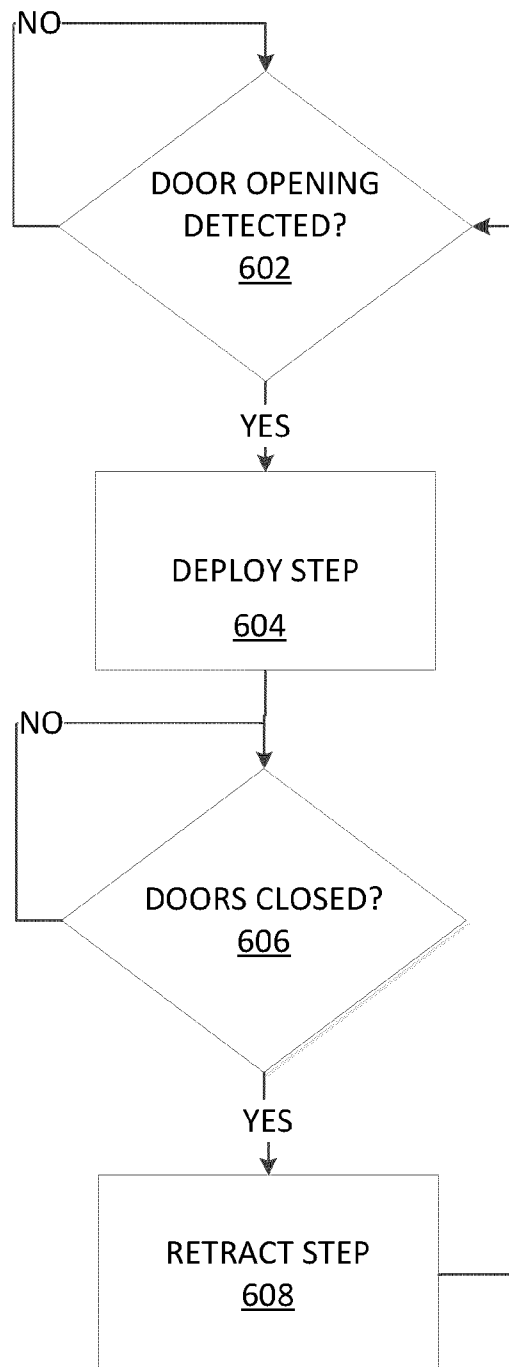 NO
DOOR OPENING
DETECTED?
602
YES
DEPLOY STEP
604
NO
DOORS CLOSED?
606
YES
RETRACT STEP
608